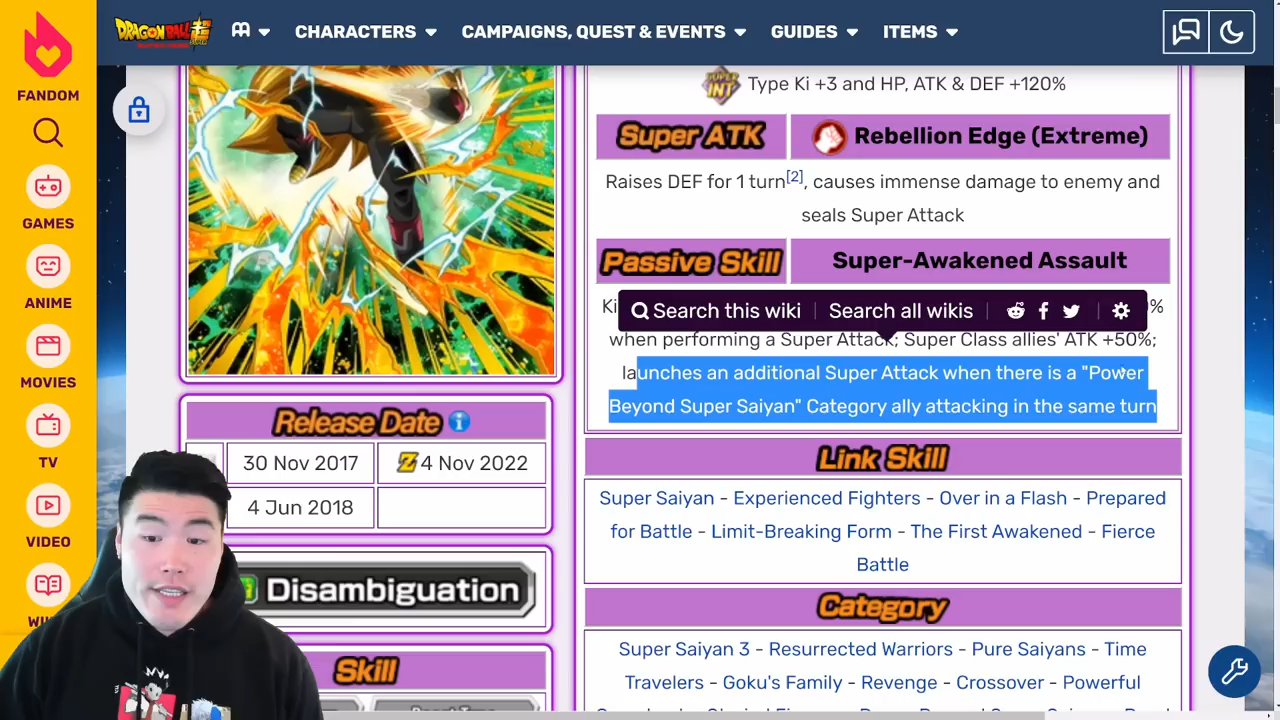 DRAGON BALL
CHARACTERS
CAMPAIGNS, QUEST & EVENTS
GUIDES
ITEMS
FANDOM
GAMES
ANIME
MOVIES
TV
VIDEO
SUPER INT Type Ki +3 and HP, ATK & DEF +120%
Super ATK
Rebellion Edge (Extreme)
Raises DEF for 1 turn[2], causes immense damage to enemy and
seals Super Attack
Passive Skill
Super-Awakened Assault
Ki
%
Search this wiki
Search all wikis
when performing a Super Attack; Super Class allies' ATK +50%;
launches an additional Super Attack when there is a "Power
Beyond Super Saiyan" Category ally attacking in the same turn
Release Date
30 Nov 2017
Z 4 Nov 2022
4 Jun 2018
Disambiguation
Skill
Link Skill
Super Saiyan - Experienced Fighters - Over in a Flash - Prepared
for Battle - Limit-Breaking Form - The First Awakened - Fierce
Battle
Category
Super Saiyan 3 - Resurrected Warriors - Pure Saiyans - Time
Travelers - Goku's Family - Revenge - Crossover - Powerful